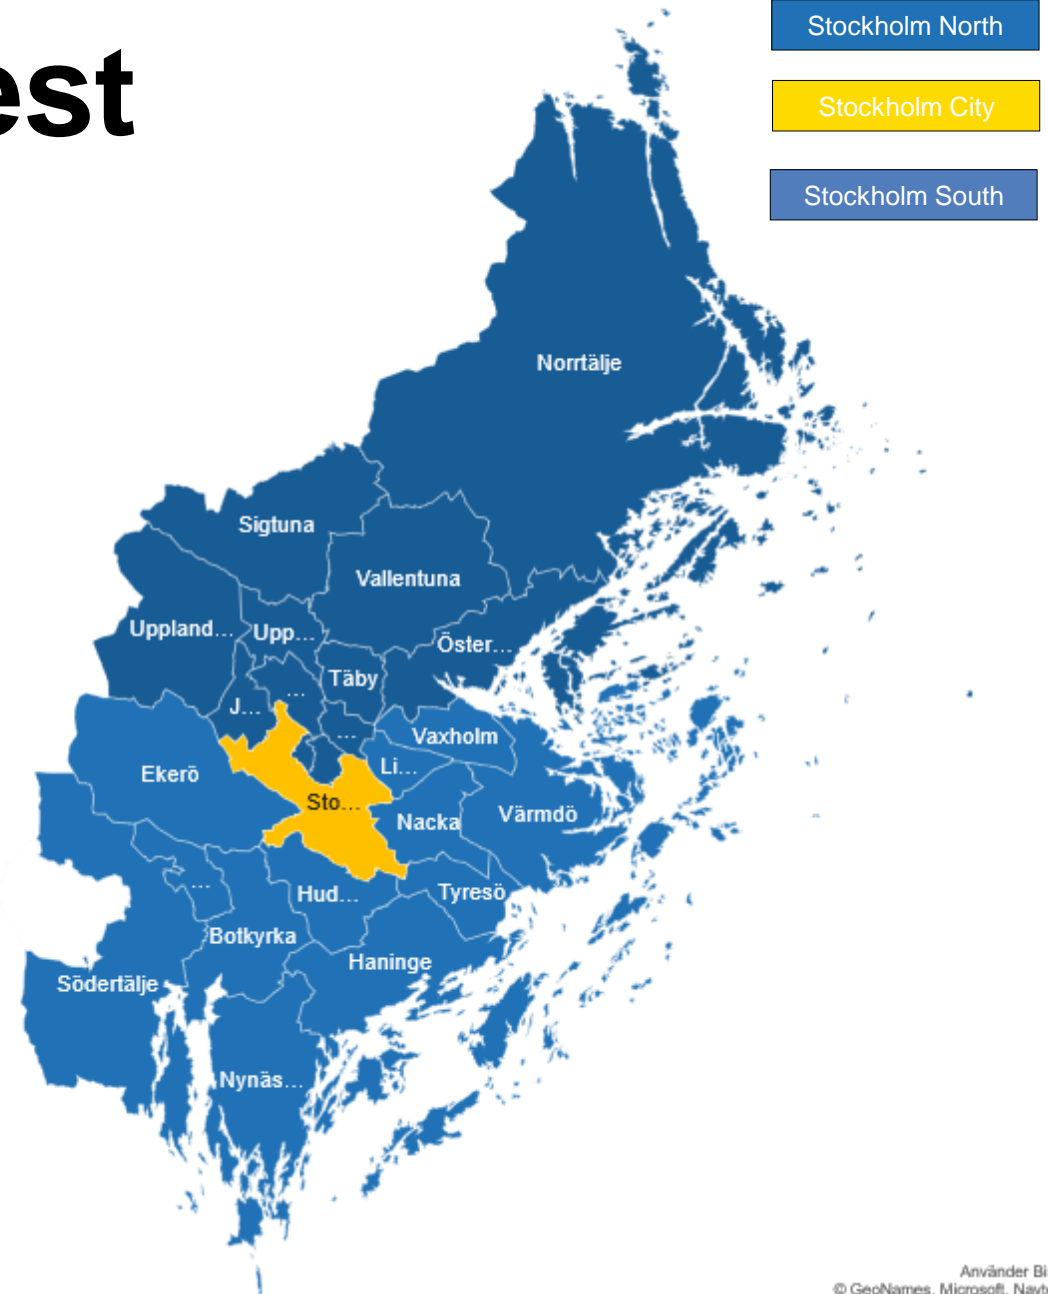 est
Stockholm North
Stockholm City
Stockholm South
Norrtälje
Sigtuna
Vallentuna
Uppland...
Upp...
Öster...
Täby
...
J...
...
Vaxholm
Li...
Ekerö
Sto...
Nacka
Värmdö
...
Hud...
Tyresö
Botkyrka
Haninge
Södertälje
Nynäs...
Använder Bi
© GeoNames, Microsoft, Navt